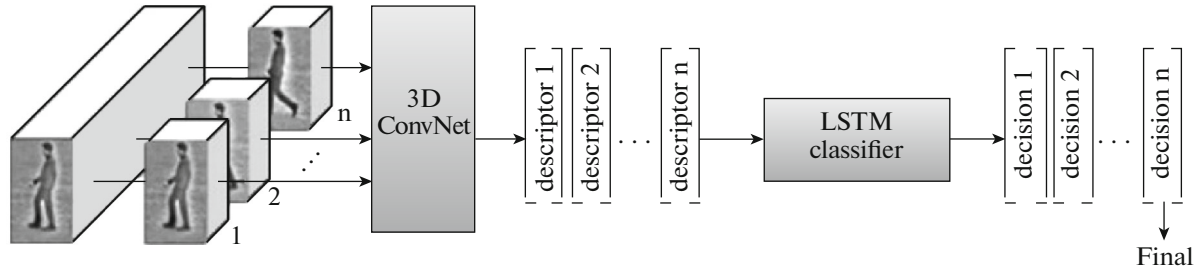 n
2
1
3D
ConvNet
descriptor 1
descriptor 2
...
descriptor n
LSTM
classifier
decision 1
decision 2
...
decision n
Final